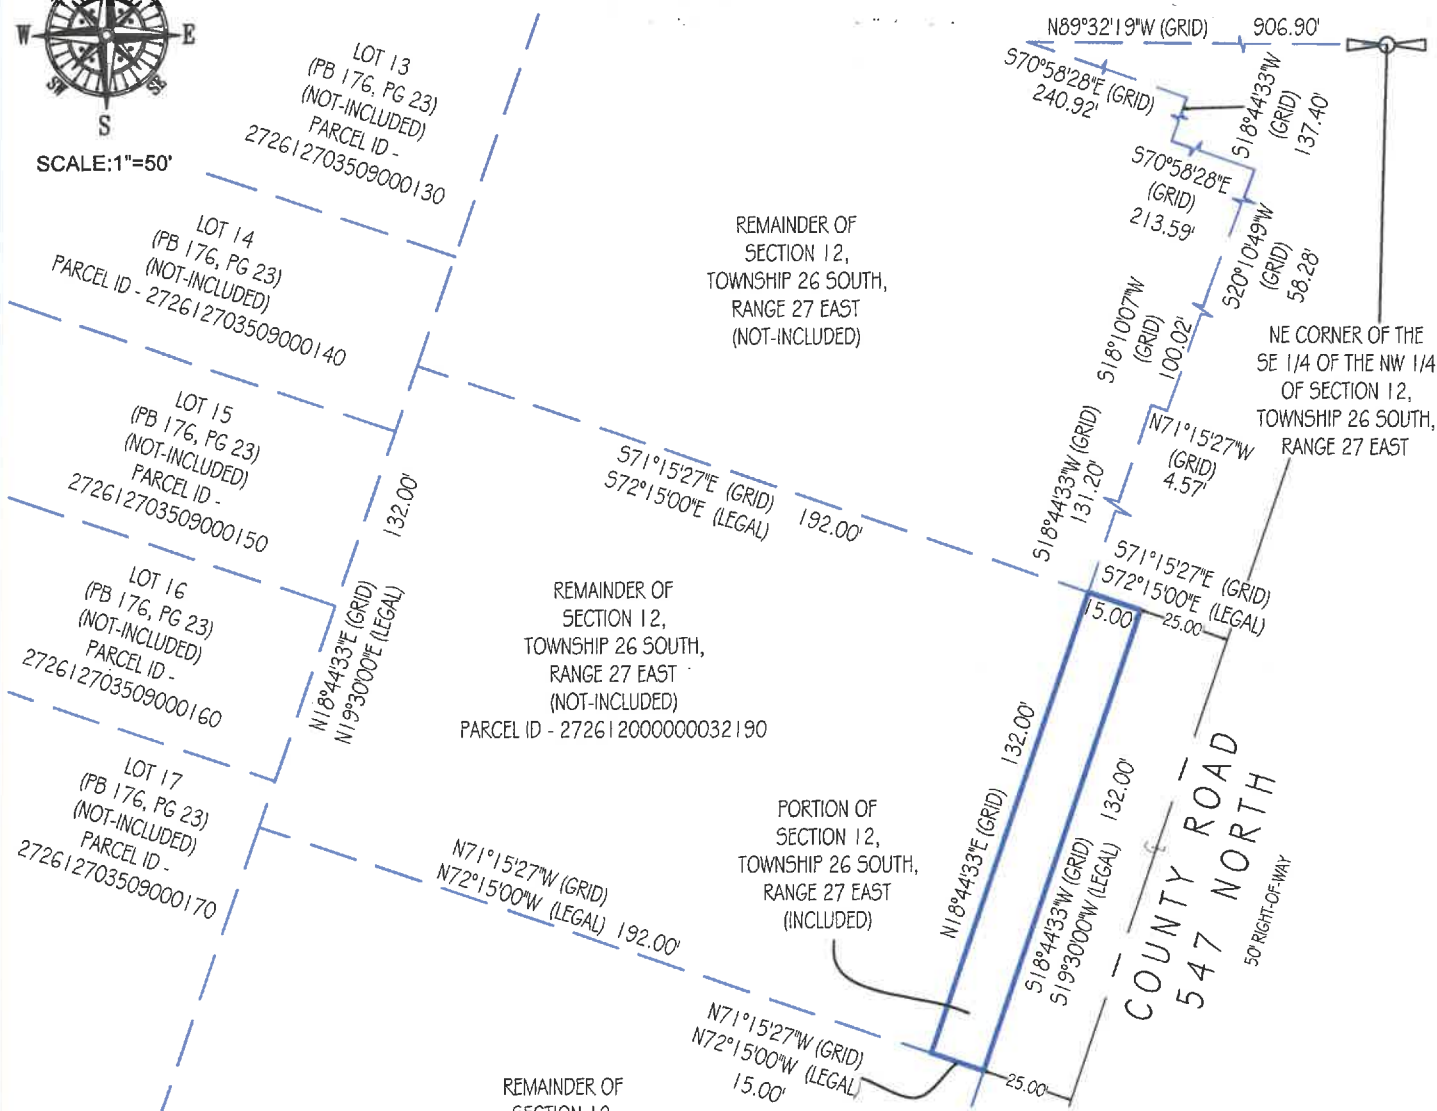 W
E
SW
SE
S
SCALE:1"=50'
LOT 13
(PB 176, PG 23)
(NOT-INCLUDED)
PARCEL ID -
272612703509000130
LOT 14
(PB 176, PG 23)
(NOT-INCLUDED)
PARCEL ID - 272612703509000140
LOT 15
(PB 176, PG 23)
(NOT-INCLUDED)
PARCEL ID -
272612703509000150
LOT 16
(PB 176, PG 23)
(NOT-INCLUDED)
PARCEL ID -
272612703509000160
LOT 17
(PB 176, PG 23)
(NOT-INCLUDED)
PARCEL ID -
272612703509000170
132.00'
N18°44'33"E (GRID)
N19°30'00"E (LEGAL)
REMAINDER OF
SECTION 12,
TOWNSHIP 26 SOUTH,
RANGE 27 EAST
(NOT-INCLUDED)
S71°15'27"E (GRID)
S72°15'00"E (LEGAL)
192.00'
REMAINDER OF
SECTION 12,
TOWNSHIP 26 SOUTH,
RANGE 27 EAST
(NOT-INCLUDED)
PARCEL ID - 272612000000032190
N71°15'27"W (GRID)
N72°15'00"W (LEGAL) 192.00'
N89°32'19"W (GRID) 906.90'
S70°58'28"E (GRID)
240.92'
S18°44'33"W
(GRID)
137.40'
S70°58'28"E
(GRID)
213.59'
S20°10'49"W
(GRID)
58.28'
S18°10'07"W
(GRID)
100.02'
N71°15'27"W
(GRID)
4.57'
S18°44'33"W (GRID)
131.20'
NE CORNER OF THE
SE 1/4 OF THE NW 1/4
OF SECTION 12,
TOWNSHIP 26 SOUTH,
RANGE 27 EAST
S71°15'27"E (GRID)
S72°15'00"E (LEGAL)
15.00'
25.00'
N18°44'33"E (GRID) 132.00'
S18°44'33"W (GRID) 132.00'
S19°30'00"W (LEGAL)
PORTION OF
SECTION 12,
TOWNSHIP 26 SOUTH,
RANGE 27 EAST
(INCLUDED)
COUNTY ROAD
547 NORTH
50' RIGHT-OF-WAY
N71°15'27"W (GRID)
N72°15'00"W (LEGAL)
15.00'
25.00'
REMAINDER OF
SECTION 12,